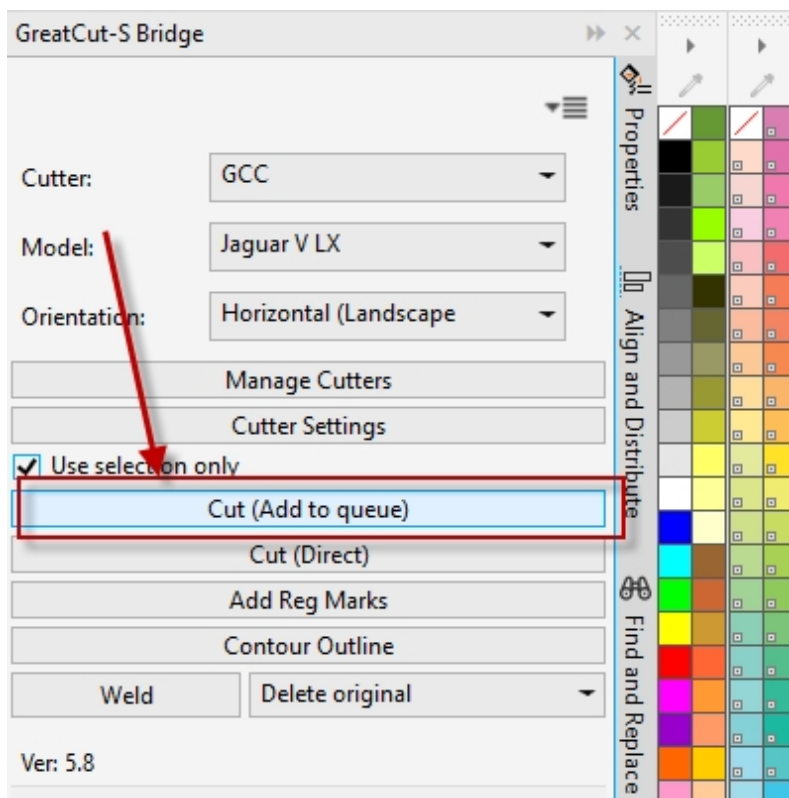 GreatCut-S Bridge
Cutter:
GCC
Model:
Jaguar V LX
Orientation:
Horizontal (Landscape
Manage Cutters
Cutter Settings
Use selection only
Cut (Add to queue)
Cut (Direct)
Add Reg Marks
Contour Outline
Weld
Delete original
Ver: 5.8
Properties
Align and Distribute
Find and Replace